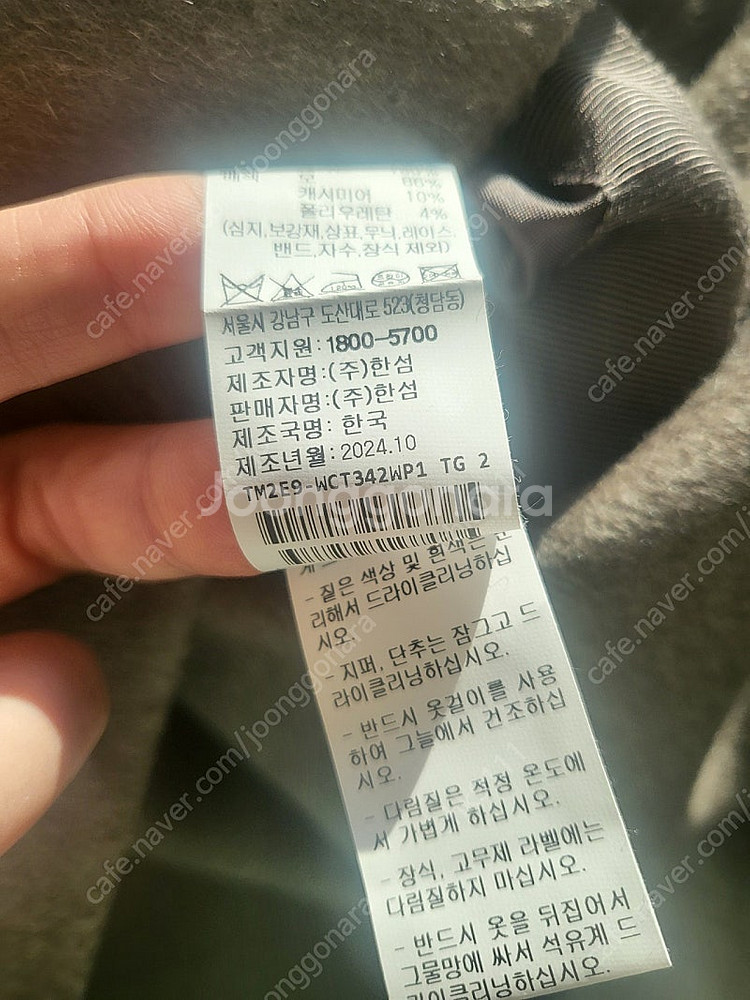 모 86%
캐시미어 10%
폴리우레탄 4%
(심지,보강재,상표,무늬,레이스,
밴드,자수,장식 제외)
서울시 강남구 도산대로 523(청담동)
고객지원:1800-5700
제조자명:(주)한섬
판매자명:(주)한섬
제조국명: 한국
제조년월: 2024.10
TM2E9-WCT342WP1 TG 2
- 짙은 색상 및 흰색은 분
리해서 드라이클리닝하십
시오.
- 지퍼, 단추는 잠그고 드
라이클리닝하십시오.
- 반드시 옷걸이를 사용
하여 그늘에서 건조하십
시오.
- 다림질은 적정 온도에
서 가볍게 하십시오.
- 장식, 고무제 라벨에는
다림질하지 마십시오.
- 반드시 옷을 뒤집어서
그물망에 싸서 석유계 드
라이클리닝하십시오.
Joonggonara
cafe.naver.com/joonggonara